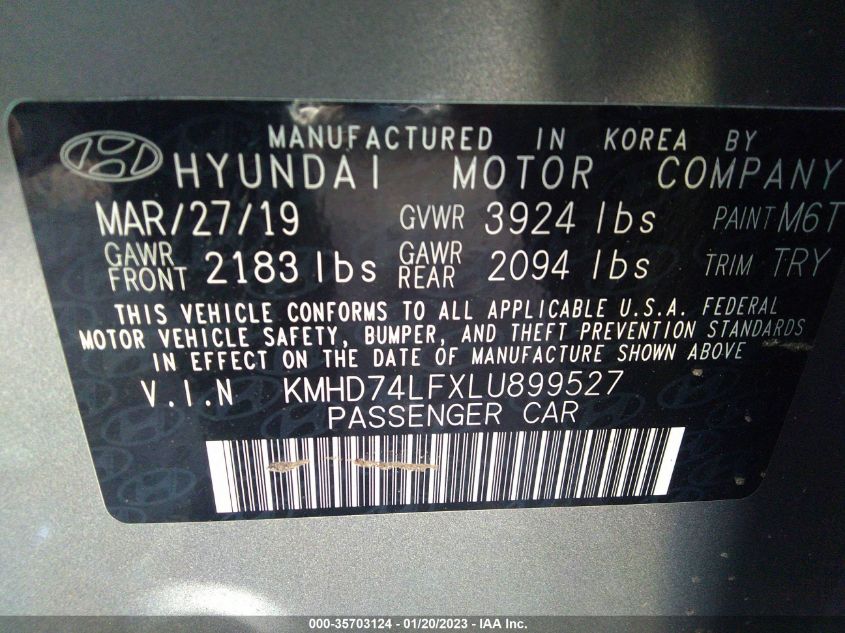 MANUFACTURED IN KOREA BY
HYUNDAI MOTOR COMPANY
MAR/27/19 GVWR 3924 lbs PAINT M6T
GAWR FRONT 2183 lbs GAWR REAR 2094 lbs TRIM TRY
THIS VEHICLE CONFORMS TO ALL APPLICABLE U.S.A. FEDERAL
MOTOR VEHICLE SAFETY, BUMPER, AND THEFT PREVENTION STANDARDS
IN EFFECT ON THE DATE OF MANUFACTURE SHOWN ABOVE
V.I.N KMHD74LFXLU899527
PASSENGER CAR
000-35703124 - 01/20/2023 - IAA Inc.